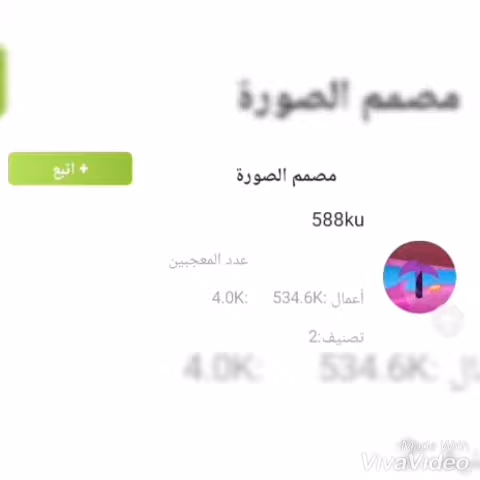 مصمم الصورة
+ اتبع
مصمم الصورة
588ku
عدد المعجبين
أعمال :534.6K
4.0K:
تصنيف:2
534.6K: 4.0K:
Made With
VivaVideo